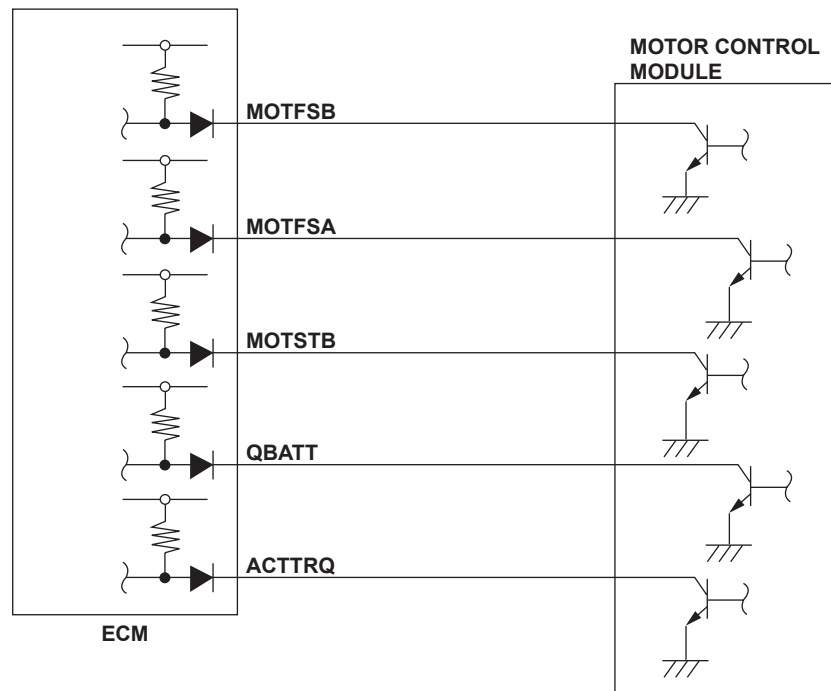 MOTOR CONTROL
MODULE
MOTFSB
MOTFSA
MOTSTB
QBATT
ACTTRQ
ECM